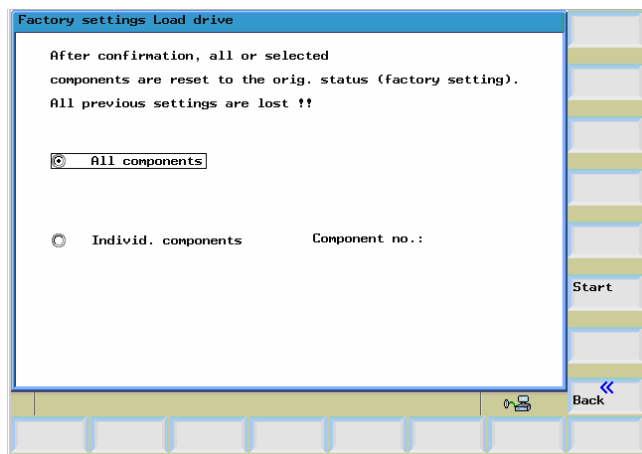 Factory settings Load drive
After confirmation, all or selected
components are reset to the orig. status (factory setting).
All previous settings are lost !!
All components
Individ. components Component no.:
Start
Back